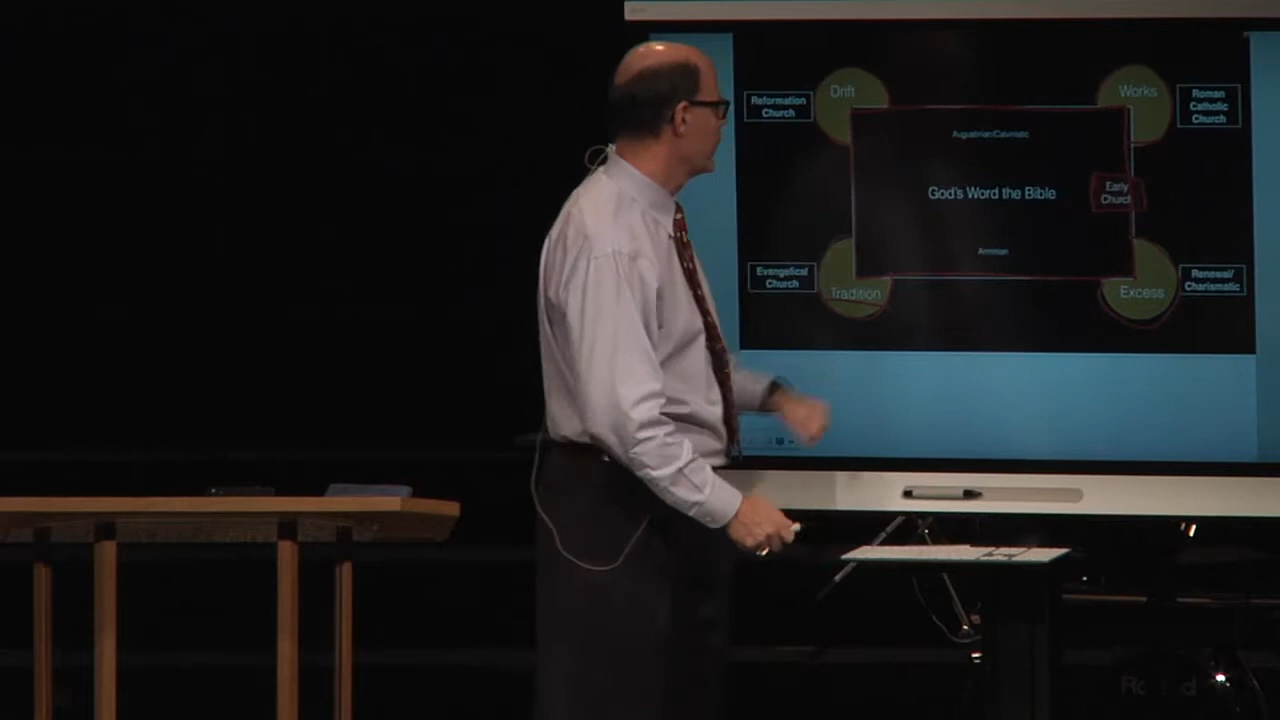 Drift
Works
Reformation
Church
Roman
Catholic
Church
Augustinian/Calvinistic
God's Word the Bible
Early
Church
Arminian
Evangelical
Church
Tradition
Excess
Renewal/
Charismatic